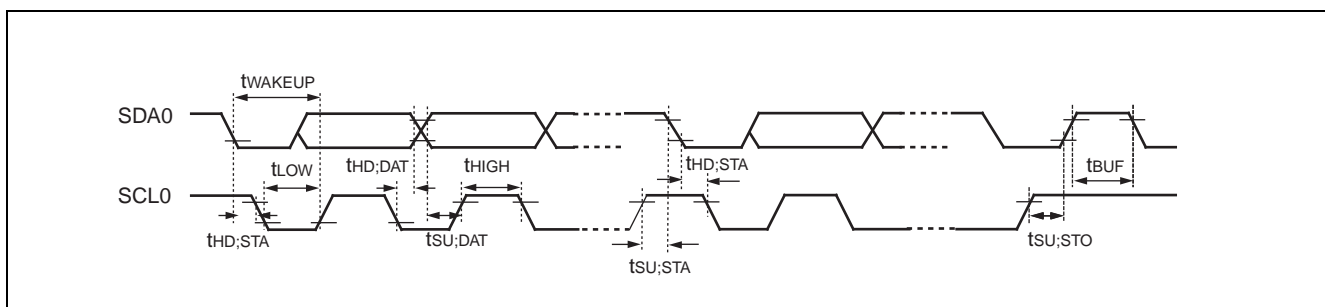 tWAKEUP
SDA0
tLOW
tHD;DAT
tHIGH
tHD;STA
tBUF
SCL0
tHD;STA
tSU;DAT
tSU;STA
tSU;STO